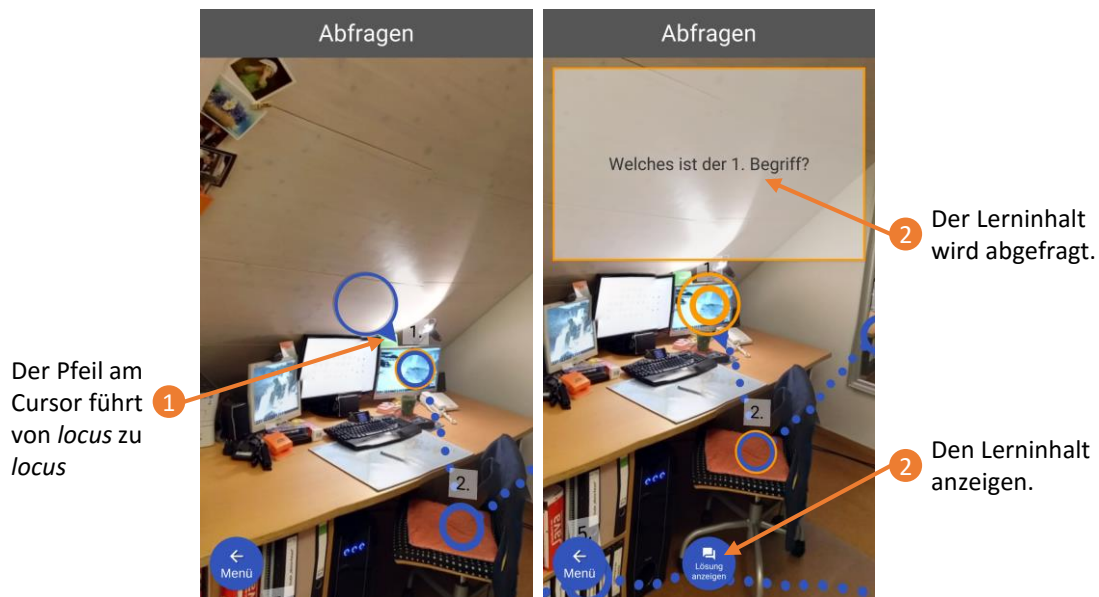 Abfragen
1.
2.
Menü
Der Pfeil am
Cursor führt
von locus zu
locus
1
Abfragen
Welches ist der 1. Begriff?
1.
2.
5.
Java
Menü
Lösung
anzeigen
2
Der Lerninhalt
wird abgefragt.
2
Den Lerninhalt
anzeigen.